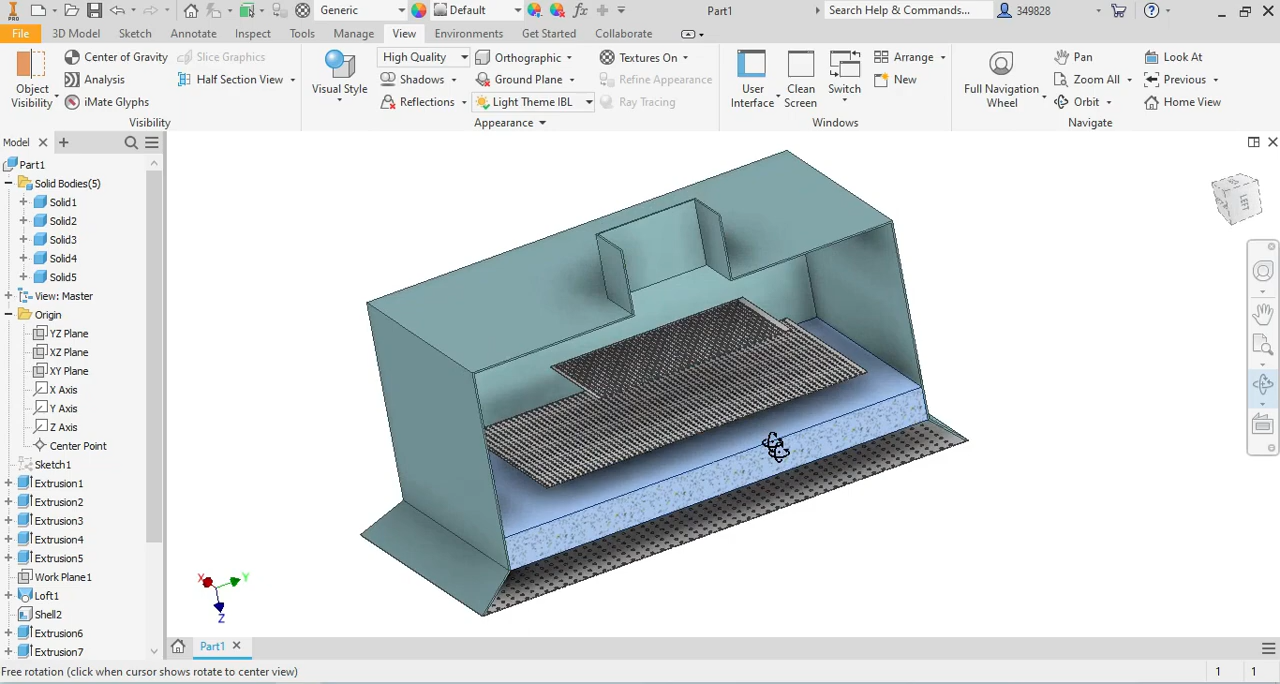 PRO
Generic
Default
Part1
Search Help & Commands...
349828
File
3D Model
Sketch
Annotate
Inspect
Tools
Manage
View
Environments
Get Started
Collaborate
Object Visibility
Center of Gravity
Analysis
iMate Glyphs
Slice Graphics
Half Section View
Visibility
Visual Style
High Quality
Shadows
Reflections
Orthographic
Ground Plane
Light Theme IBL
Textures On
Refine Appearance
Ray Tracing
Appearance
User Interface
Clean Screen
Switch
Arrange
New
Windows
Full Navigation Wheel
Pan
Zoom All
Orbit
Look At
Previous
Home View
Navigate
Model
Part1
Solid Bodies(5)
Solid1
Solid2
Solid3
Solid4
Solid5
View: Master
Origin
YZ Plane
XZ Plane
XY Plane
X Axis
Y Axis
Z Axis
Center Point
Sketch1
Extrusion1
Extrusion2
Extrusion3
Extrusion4
Extrusion5
Work Plane1
Loft1
Shell2
Extrusion6
Extrusion7
LEFT
X
Y
Z
Part1
Free rotation (click when cursor shows rotate to center view)
1
1